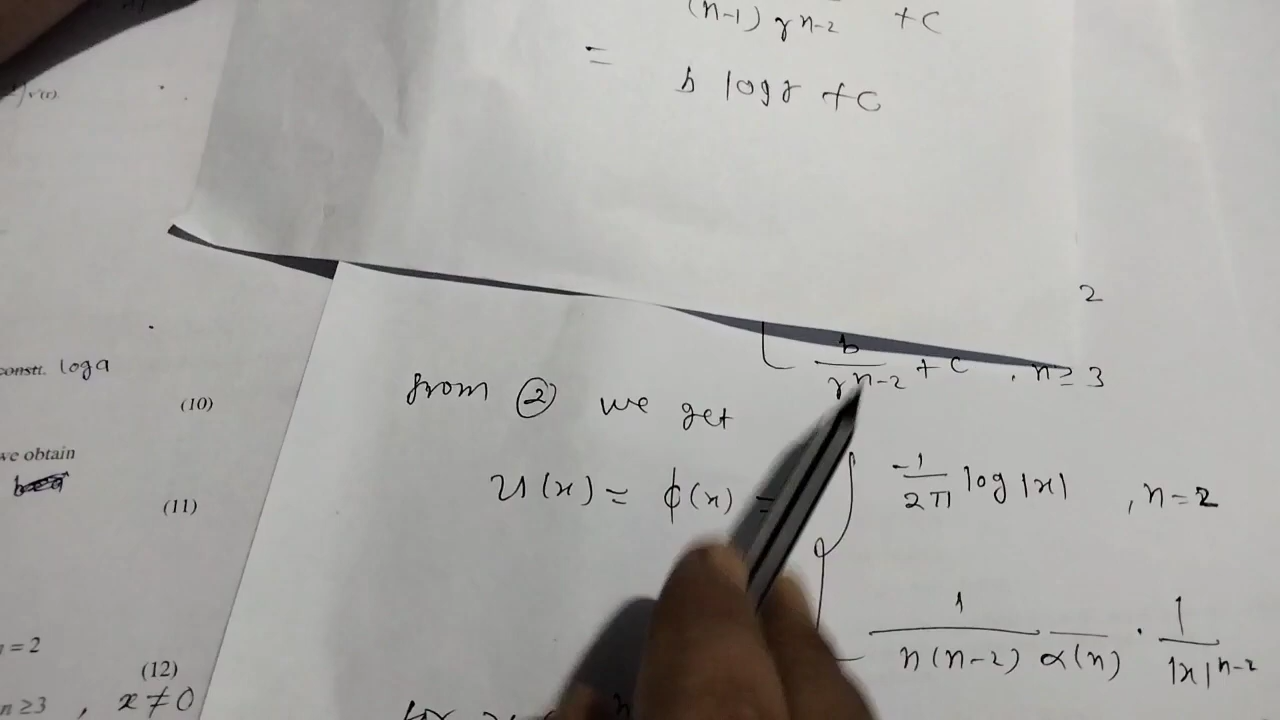 (n-1) r n-2 + C
= b log r + C
2
b / r n-2 + C , n ≥ 3
from ② we get
u(x) = ϕ(x) = { -1/2π log |x| , n = 2
1 / n(n-2) α(n) · 1 / |x| n-2
constt. log a
(10)
we obtain
(11)
= 2
(12)
n ≥3 , x ≠ 0